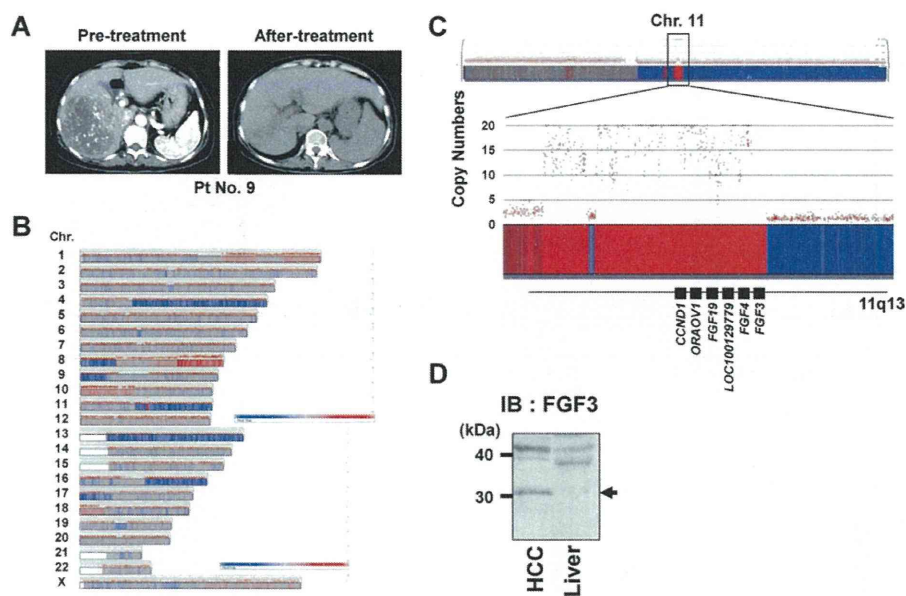 A
Pre-treatment
After-treatment
Pt No. 9
B
Chr.
1
2
3
4
5
6
7
8
9
10
11
12
13
14
15
16
17
18
19
20
21
22
X
C
Chr. 11
Copy Numbers
20
15
10
5
0
11q13
CCND1
ORAOV1
FGF19
LOC100129779
FGF4
FGF3
D
IB : FGF3
(kDa)
40
30
HCC
Liver